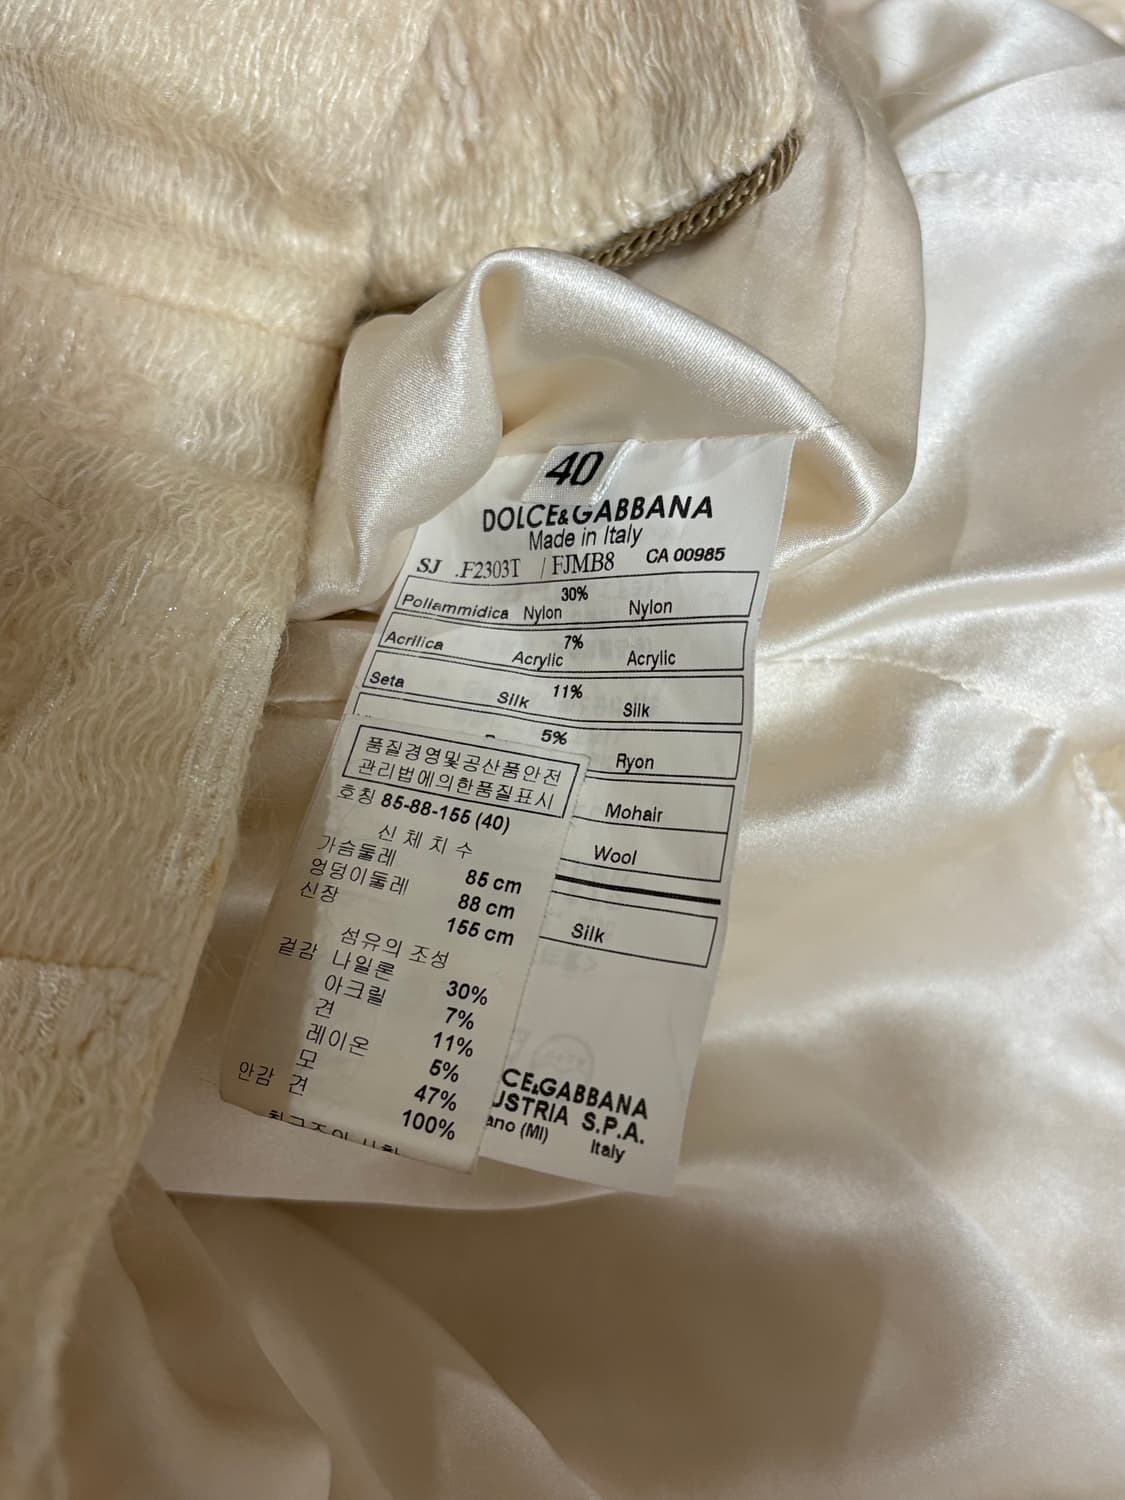 40
DOLCE&GABBANA
Made in Italy
SJ .F2303T / FJMB8 CA 00985
30%
Poliammidica Nylon Nylon
7%
Acrilica Acrylic Acrylic
11%
Seta Silk Silk
5%
Ryon
Mohair
Wool
Silk
CE&GABBANA
USTRIA S.P.A.
ano (MI) Italy
품질경영및공산품안전
관리법에의한품질표시
호칭 85-88-155 (40)
신체치수
가슴둘레 85 cm
엉덩이둘레 88 cm
신장 155 cm
섬유의 조성
겉감 나일론 30%
아크릴 7%
견 11%
레이온 5%
모 47%
안감 견 100%